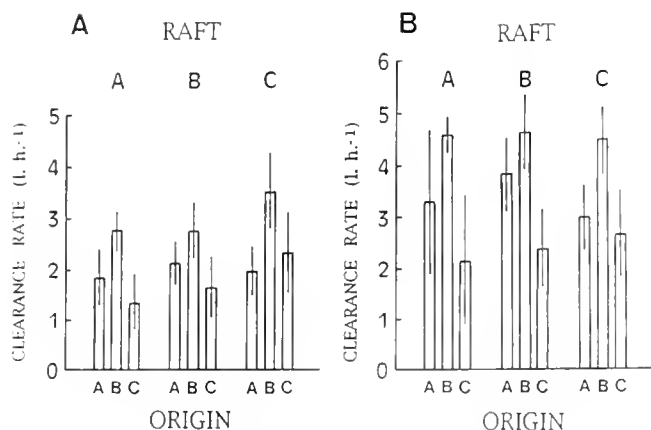 A
RAFT
A B C
CLEARANCE RATE (l. h.-1)
5
4
3
2
1
0
A B C A B C A B C
ORIGIN
B
RAFT
A B C
CLEARANCE RATE (l. h.-1)
6
5
4
3
2
1
0
A B C A B C A B C
ORIGIN